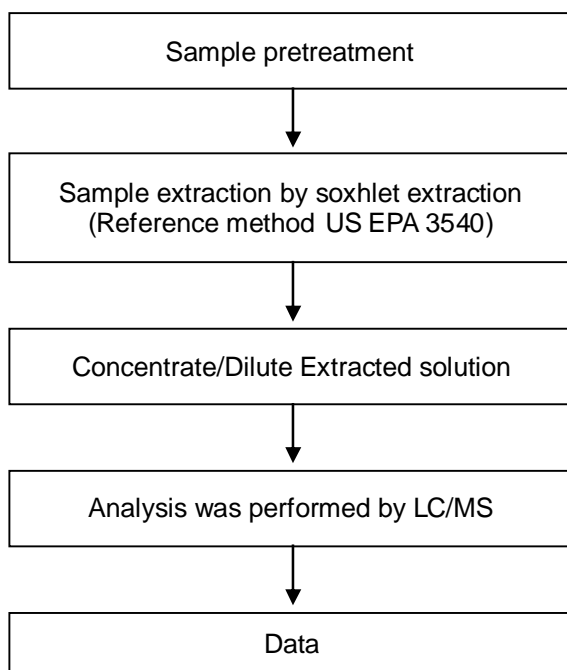 Sample pretreatment
Sample extraction by soxhlet extraction
(Reference method US EPA 3540)
Concentrate/Dilute Extracted solution
Analysis was performed by LC/MS
Data